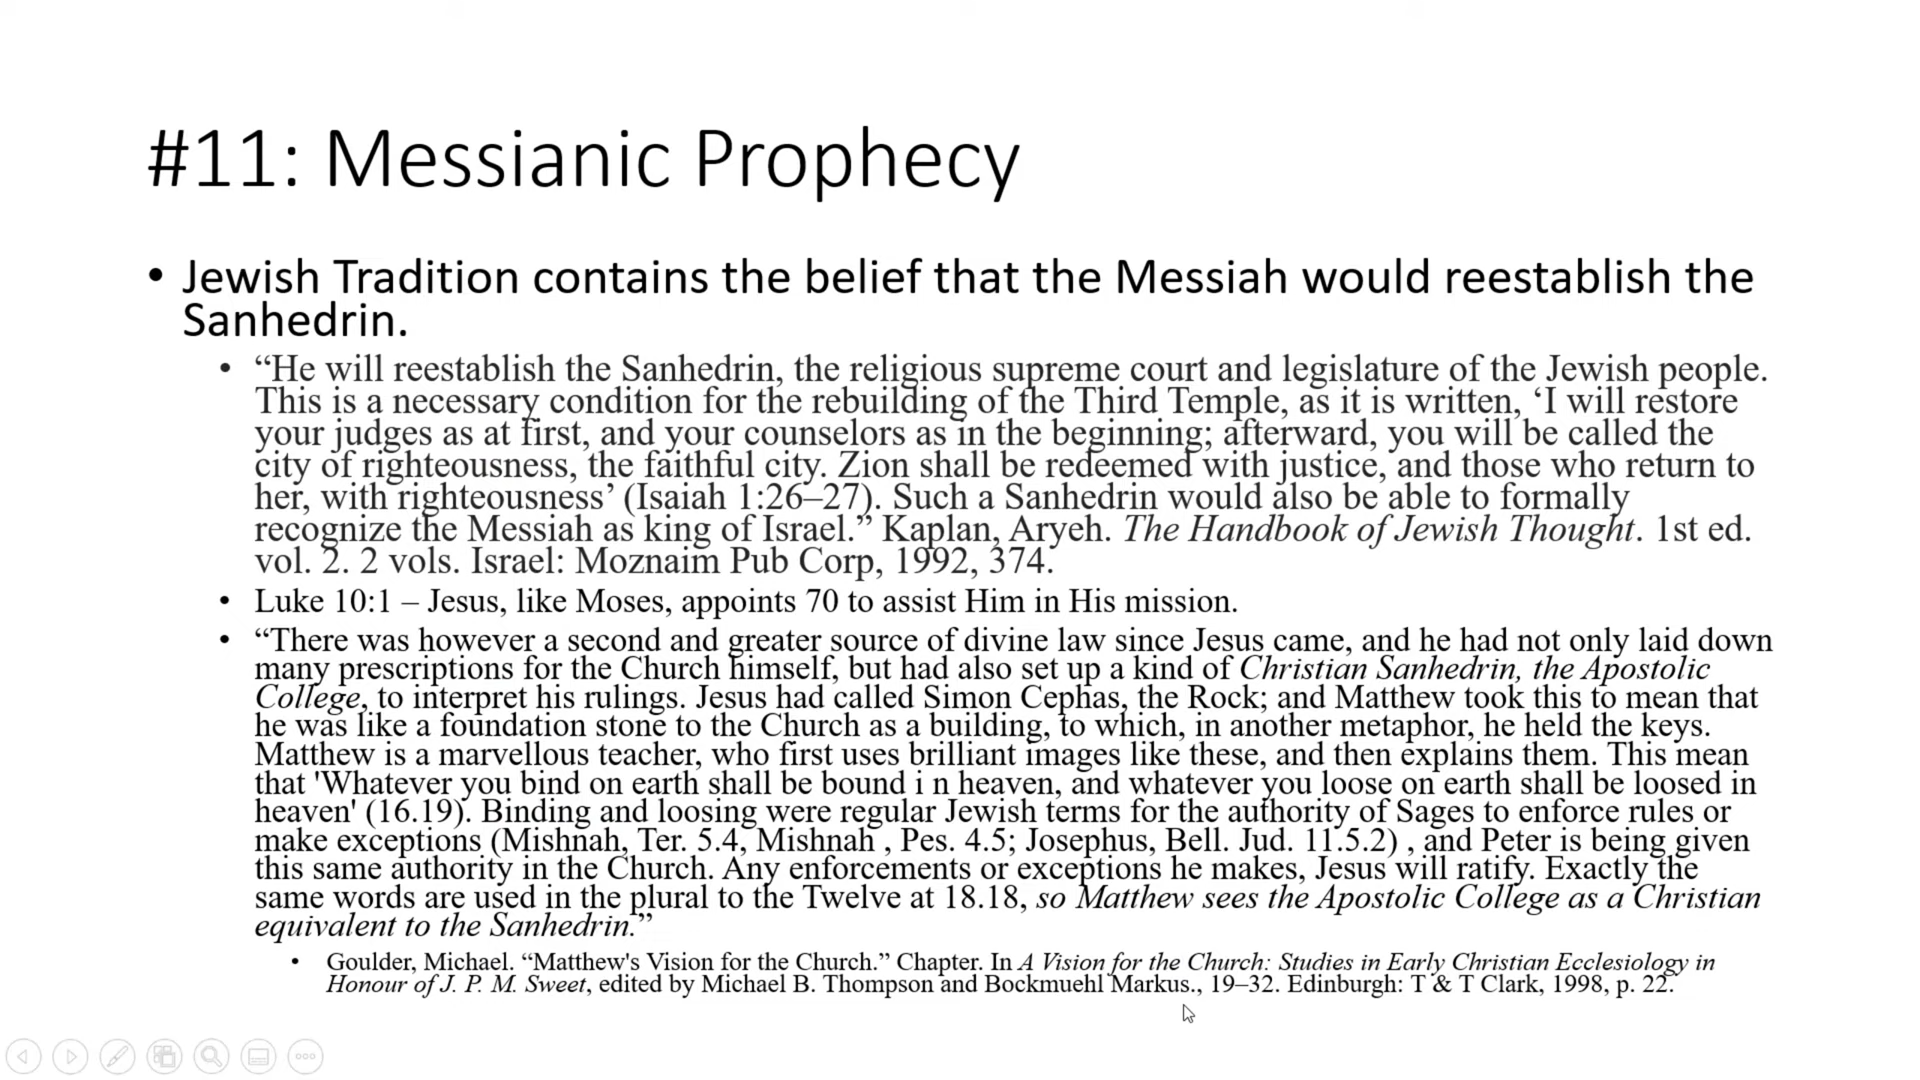 #11: Messianic Prophecy
• Jewish Tradition contains the belief that the Messiah would reestablish the
Sanhedrin.
• “He will reestablish the Sanhedrin, the religious supreme court and legislature of the Jewish people.
This is a necessary condition for the rebuilding of the Third Temple, as it is written, ‘I will restore
your judges as at first, and your counselors as in the beginning; afterward, you will be called the
city of righteousness, the faithful city. Zion shall be redeemed with justice, and those who return to
her, with righteousness’ (Isaiah 1:26–27). Such a Sanhedrin would also be able to formally
recognize the Messiah as king of Israel.” Kaplan, Aryeh. The Handbook of Jewish Thought. 1st ed.
vol. 2. 2 vols. Israel: Moznaim Pub Corp, 1992, 374.
• Luke 10:1 – Jesus, like Moses, appoints 70 to assist Him in His mission.
• “There was however a second and greater source of divine law since Jesus came, and he had not only laid down
many prescriptions for the Church himself, but had also set up a kind of Christian Sanhedrin, the Apostolic
College, to interpret his rulings. Jesus had called Simon Cephas, the Rock; and Matthew took this to mean that
he was like a foundation stone to the Church as a building, to which, in another metaphor, he held the keys.
Matthew is a marvellous teacher, who first uses brilliant images like these, and then explains them. This mean
that 'Whatever you bind on earth shall be bound i n heaven, and whatever you loose on earth shall be loosed in
heaven' (16.19). Binding and loosing were regular Jewish terms for the authority of Sages to enforce rules or
make exceptions (Mishnah, Ter. 5.4, Mishnah , Pes. 4.5; Josephus, Bell. Jud. 11.5.2) , and Peter is being given
this same authority in the Church. Any enforcements or exceptions he makes, Jesus will ratify. Exactly the
same words are used in the plural to the Twelve at 18.18, so Matthew sees the Apostolic College as a Christian
equivalent to the Sanhedrin.”
• Goulder, Michael. “Matthew's Vision for the Church.” Chapter. In A Vision for the Church: Studies in Early Christian Ecclesiology in
Honour of J. P. M. Sweet, edited by Michael B. Thompson and Bockmuehl Markus., 19–32. Edinburgh: T & T Clark, 1998, p. 22.